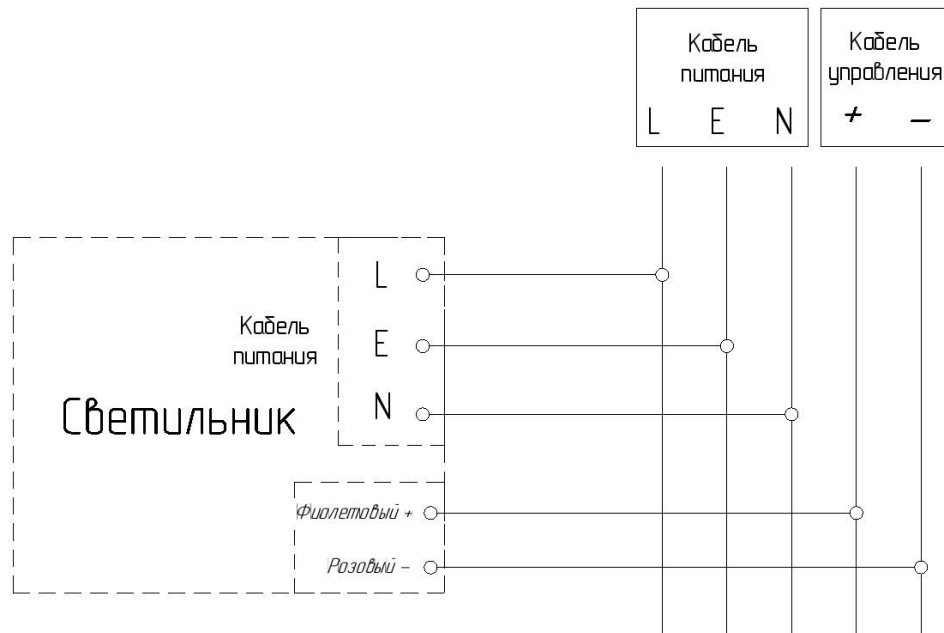 Кабель
питания
L E N
Кабель
управления
+ −
Кабель
питания
L
E
N
Светильник
Фиолетовый +
Розовый −